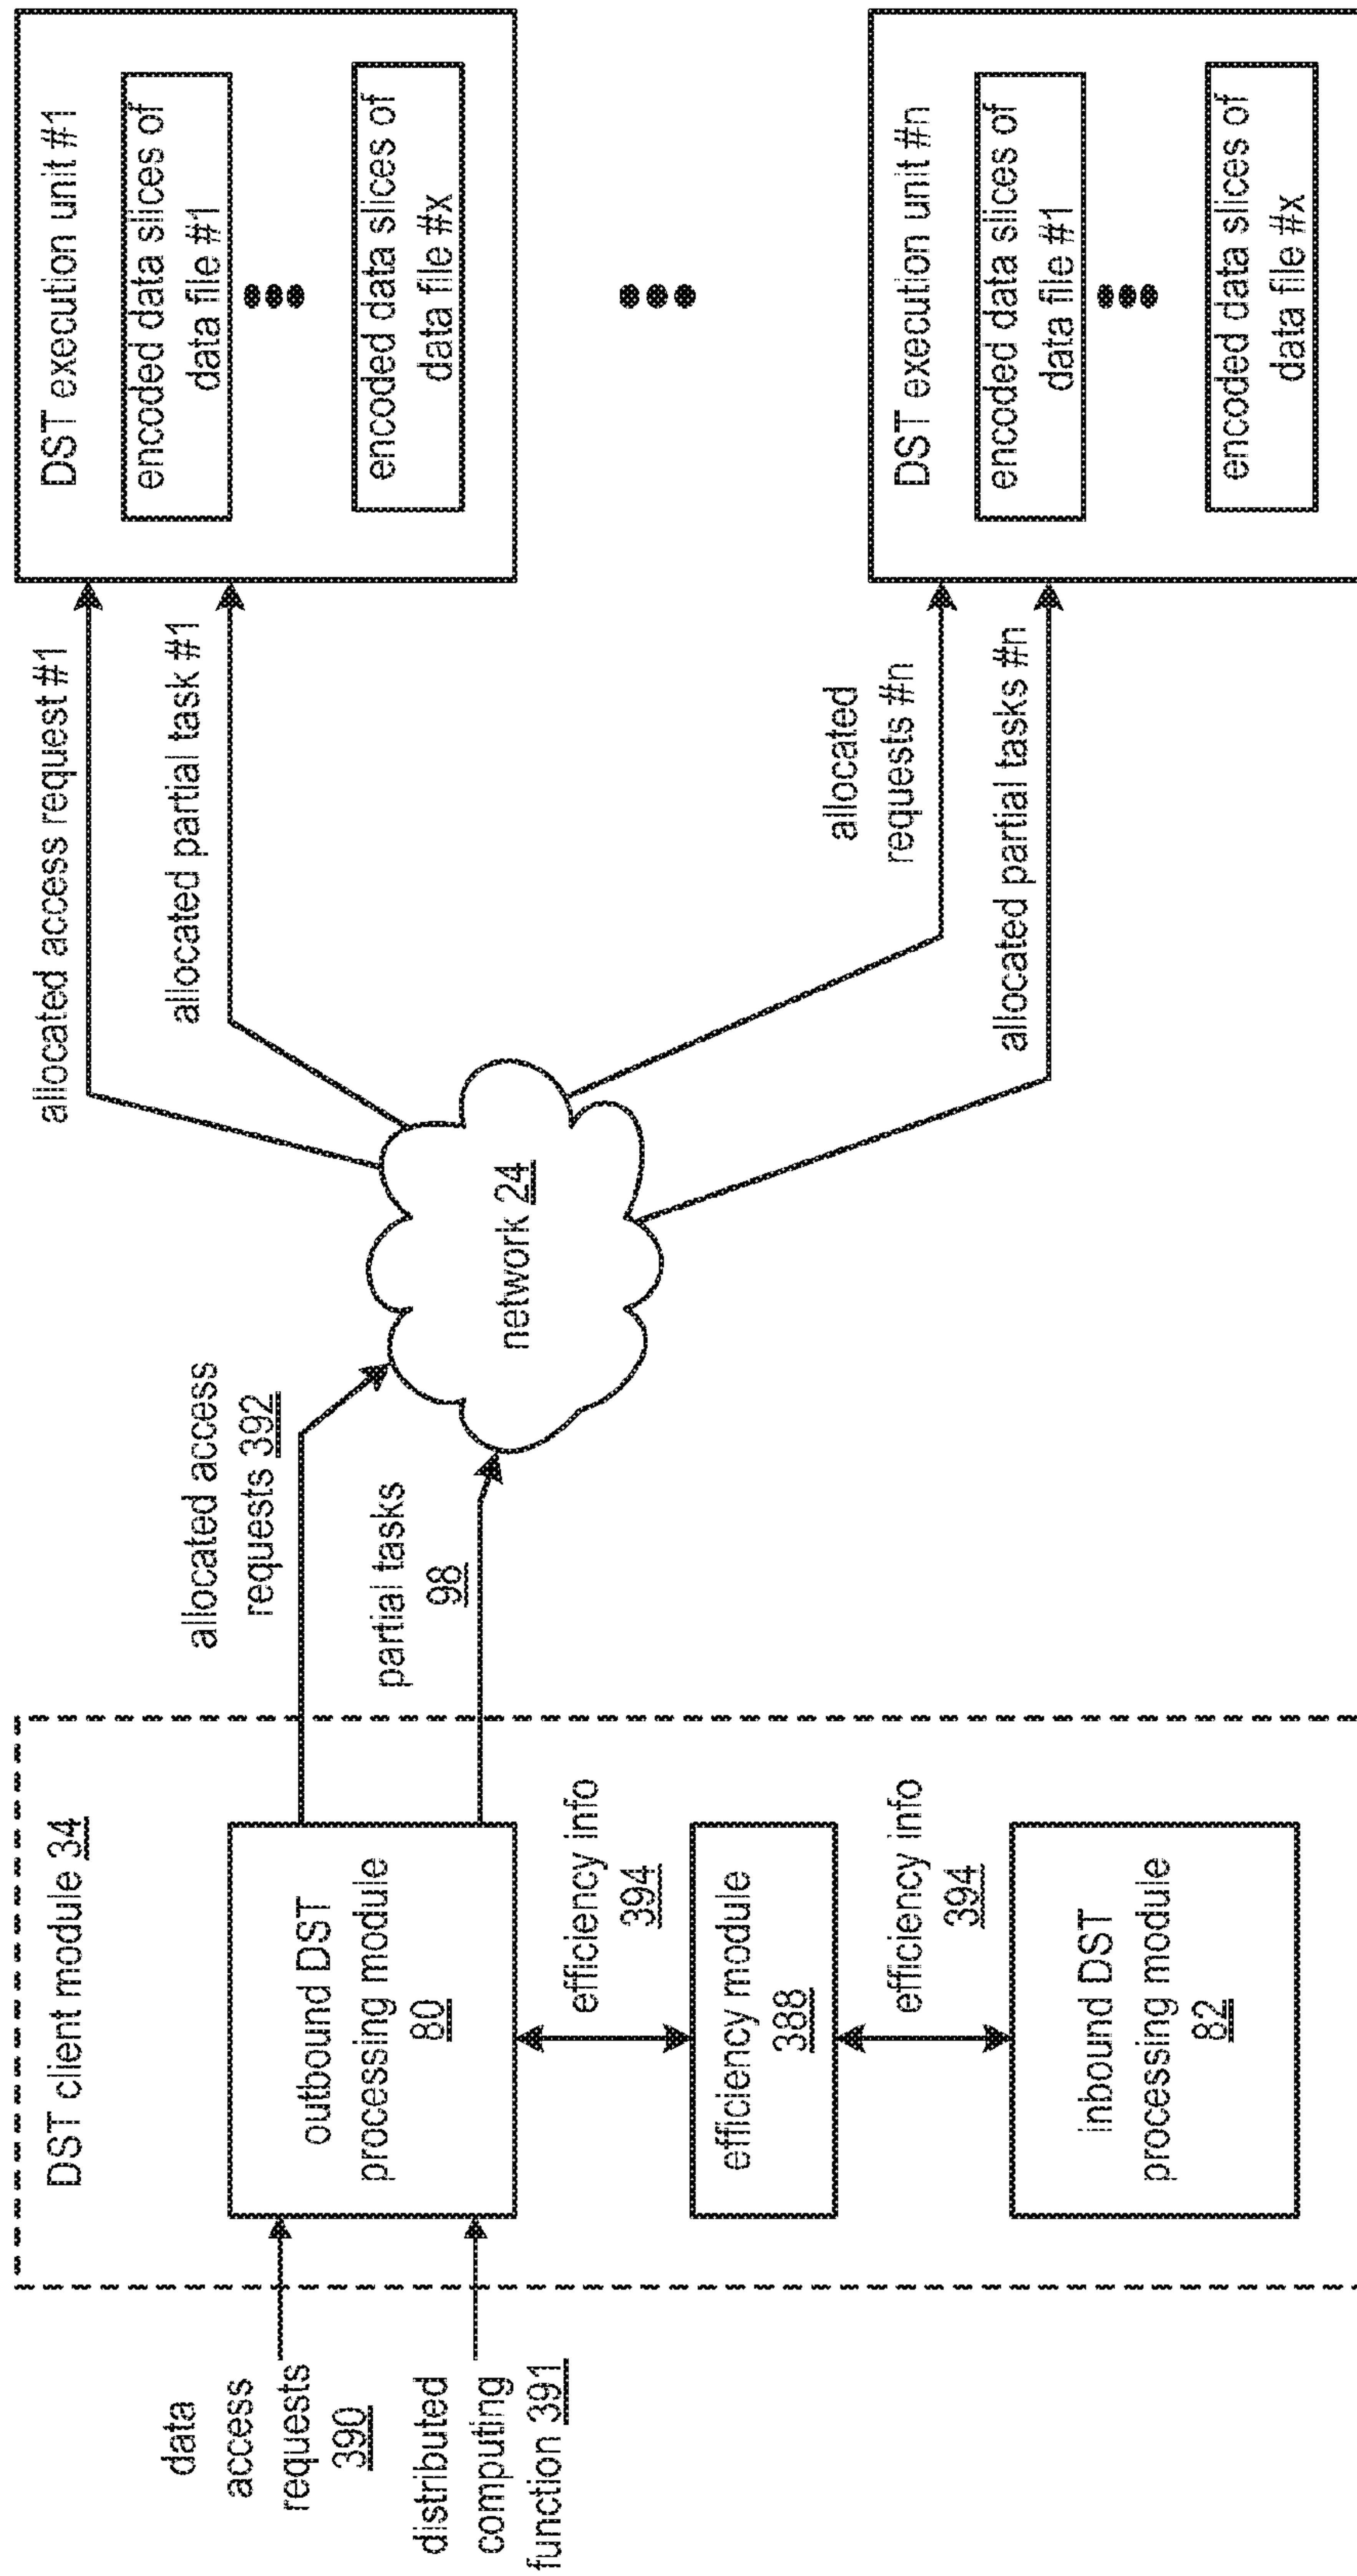 DST client module 34
data
access
requests
390
distributed
computing
function 391
outbound DST
processing module
80
efficiency info
394
efficiency module
388
efficiency info
394
inbound DST
processing module
82
allocated access
requests 392
partial tasks
98
network 24
allocated access request #1
allocated partial task #1
allocated
requests #n
allocated partial tasks #n
DST execution unit #1
encoded data slices of
data file #1
encoded data slices of
data file #x
DST execution unit #n
encoded data slices of
data file #1
encoded data slices of
data file #x